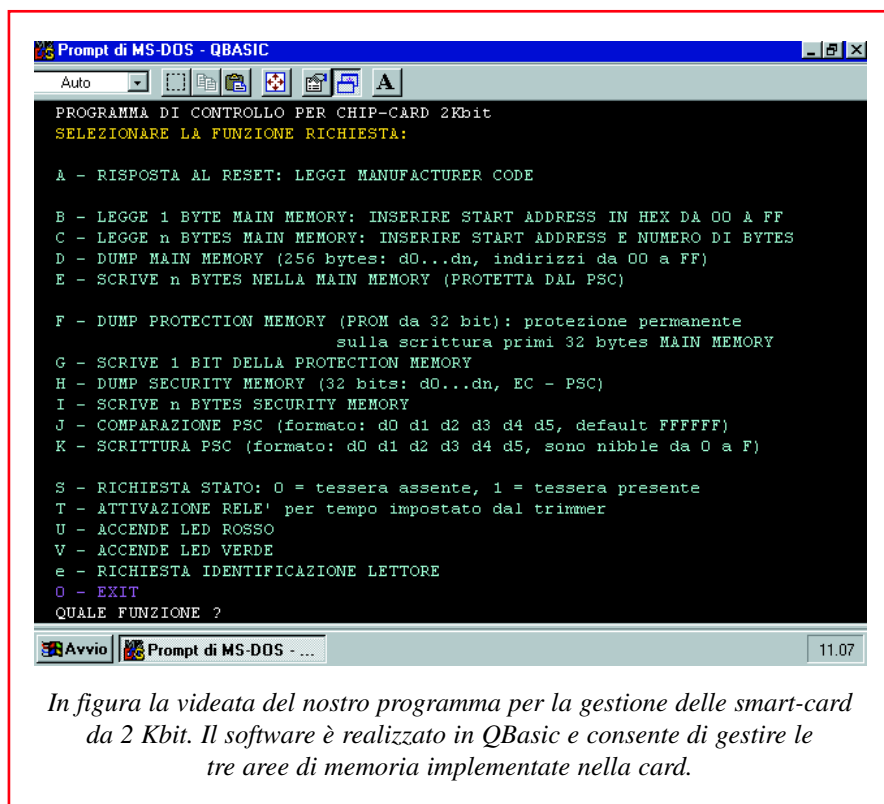 Prompt di MS-DOS - QBASIC
Auto
A
PROGRAMMA DI CONTROLLO PER CHIP-CARD 2Kbit
SELEZIONARE LA FUNZIONE RICHIESTA:
A - RISPOSTA AL RESET: LEGGI MANUFACTURER CODE
B - LEGGE 1 BYTE MAIN MEMORY: INSERIRE START ADDRESS IN HEX DA 00 A FF
C - LEGGE n BYTES MAIN MEMORY: INSERIRE START ADDRESS E NUMERO DI BYTES
D - DUMP MAIN MEMORY (256 bytes: d0...dn, indirizzi da 00 a FF)
E - SCRIVE n BYTES NELLA MAIN MEMORY (PROTETTA DAL PSC)
F - DUMP PROTECTION MEMORY (PROM da 32 bit): protezione permanente
sulla scrittura primi 32 bytes MAIN MEMORY
G - SCRIVE 1 BIT DELLA PROTECTION MEMORY
H - DUMP SECURITY MEMORY (32 bits: d0...dn, EC - PSC)
I - SCRIVE n BYTES SECURITY MEMORY
J - COMPARAZIONE PSC (formato: d0 d1 d2 d3 d4 d5, default FFFFFF)
K - SCRITTURA PSC (formato: d0 d1 d2 d3 d4 d5, sono nibble da 0 a F)
S - RICHIESTA STATO: 0 = tessera assente, 1 = tessera presente
T - ATTIVAZIONE RELE' per tempo impostato dal trimmer
U - ACCENDE LED ROSSO
V - ACCENDE LED VERDE
e - RICHIESTA IDENTIFICAZIONE LETTORE
0 - EXIT
QUALE FUNZIONE ?
Avvio Prompt di MS-DOS - ... 11.07
In figura la videata del nostro programma per la gestione delle smart-card
da 2 Kbit. Il software è realizzato in QBasic e consente di gestire le
tre aree di memoria implementate nella card.